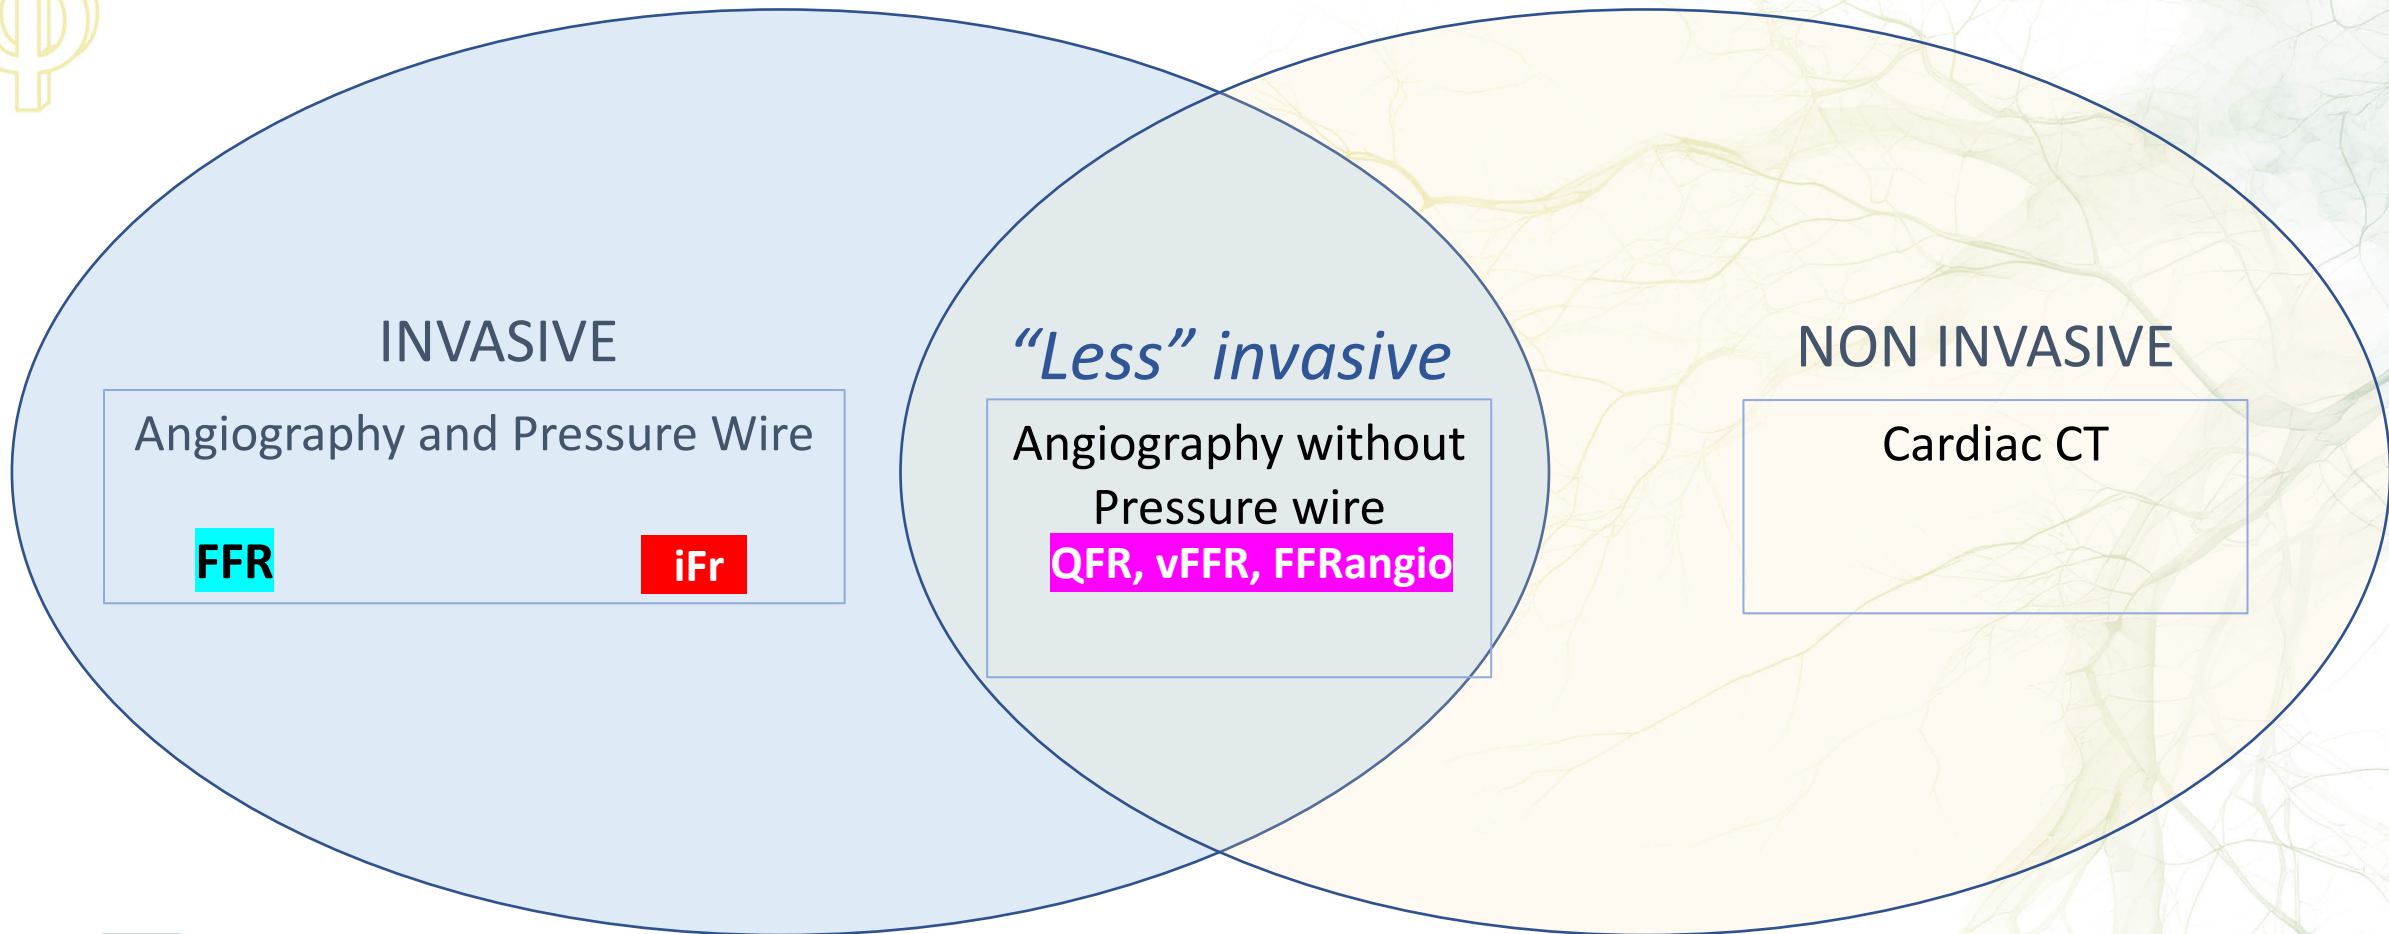 INVASIVE
Angiography and Pressure Wire
FFR
iFr
“Less” invasive
Angiography without
Pressure wire
QFR, vFFR, FFRangio
NON INVASIVE
Cardiac CT